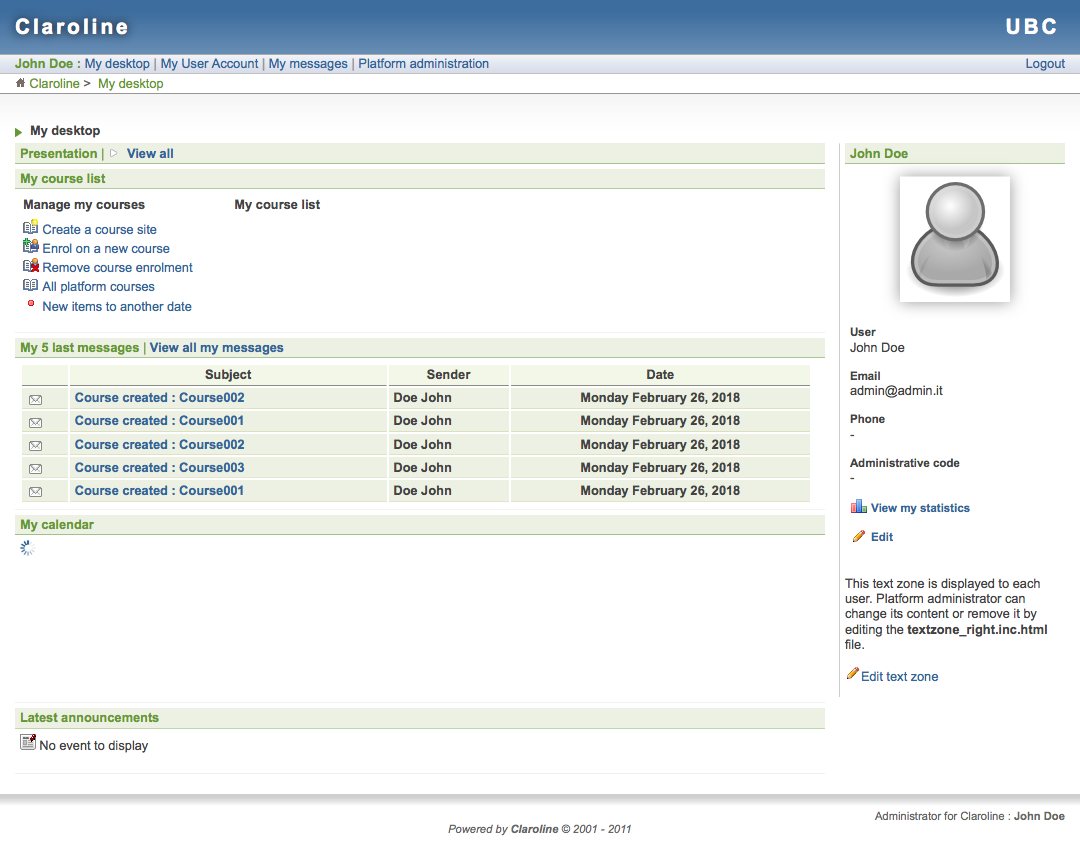 Claroline
UBC
John Doe : My desktop | My User Account | My messages | Platform administration
Logout
Claroline > My desktop
My desktop
Presentation | View all
My course list
Manage my courses
My course list
Create a course site
Enrol on a new course
Remove course enrolment
All platform courses
New items to another date
My 5 last messages | View all my messages
Subject Sender Date
Course created : Course002 Doe John Monday February 26, 2018
Course created : Course001 Doe John Monday February 26, 2018
Course created : Course002 Doe John Monday February 26, 2018
Course created : Course003 Doe John Monday February 26, 2018
Course created : Course001 Doe John Monday February 26, 2018
My calendar
Latest announcements
No event to display
John Doe
User
John Doe
Email
admin@admin.it
Phone
-
Administrative code
-
View my statistics
Edit
This text zone is displayed to each
user. Platform administrator can
change its content or remove it by
editing the textzone_right.inc.html
file.
Edit text zone
Administrator for Claroline : John Doe
Powered by Claroline © 2001 - 2011